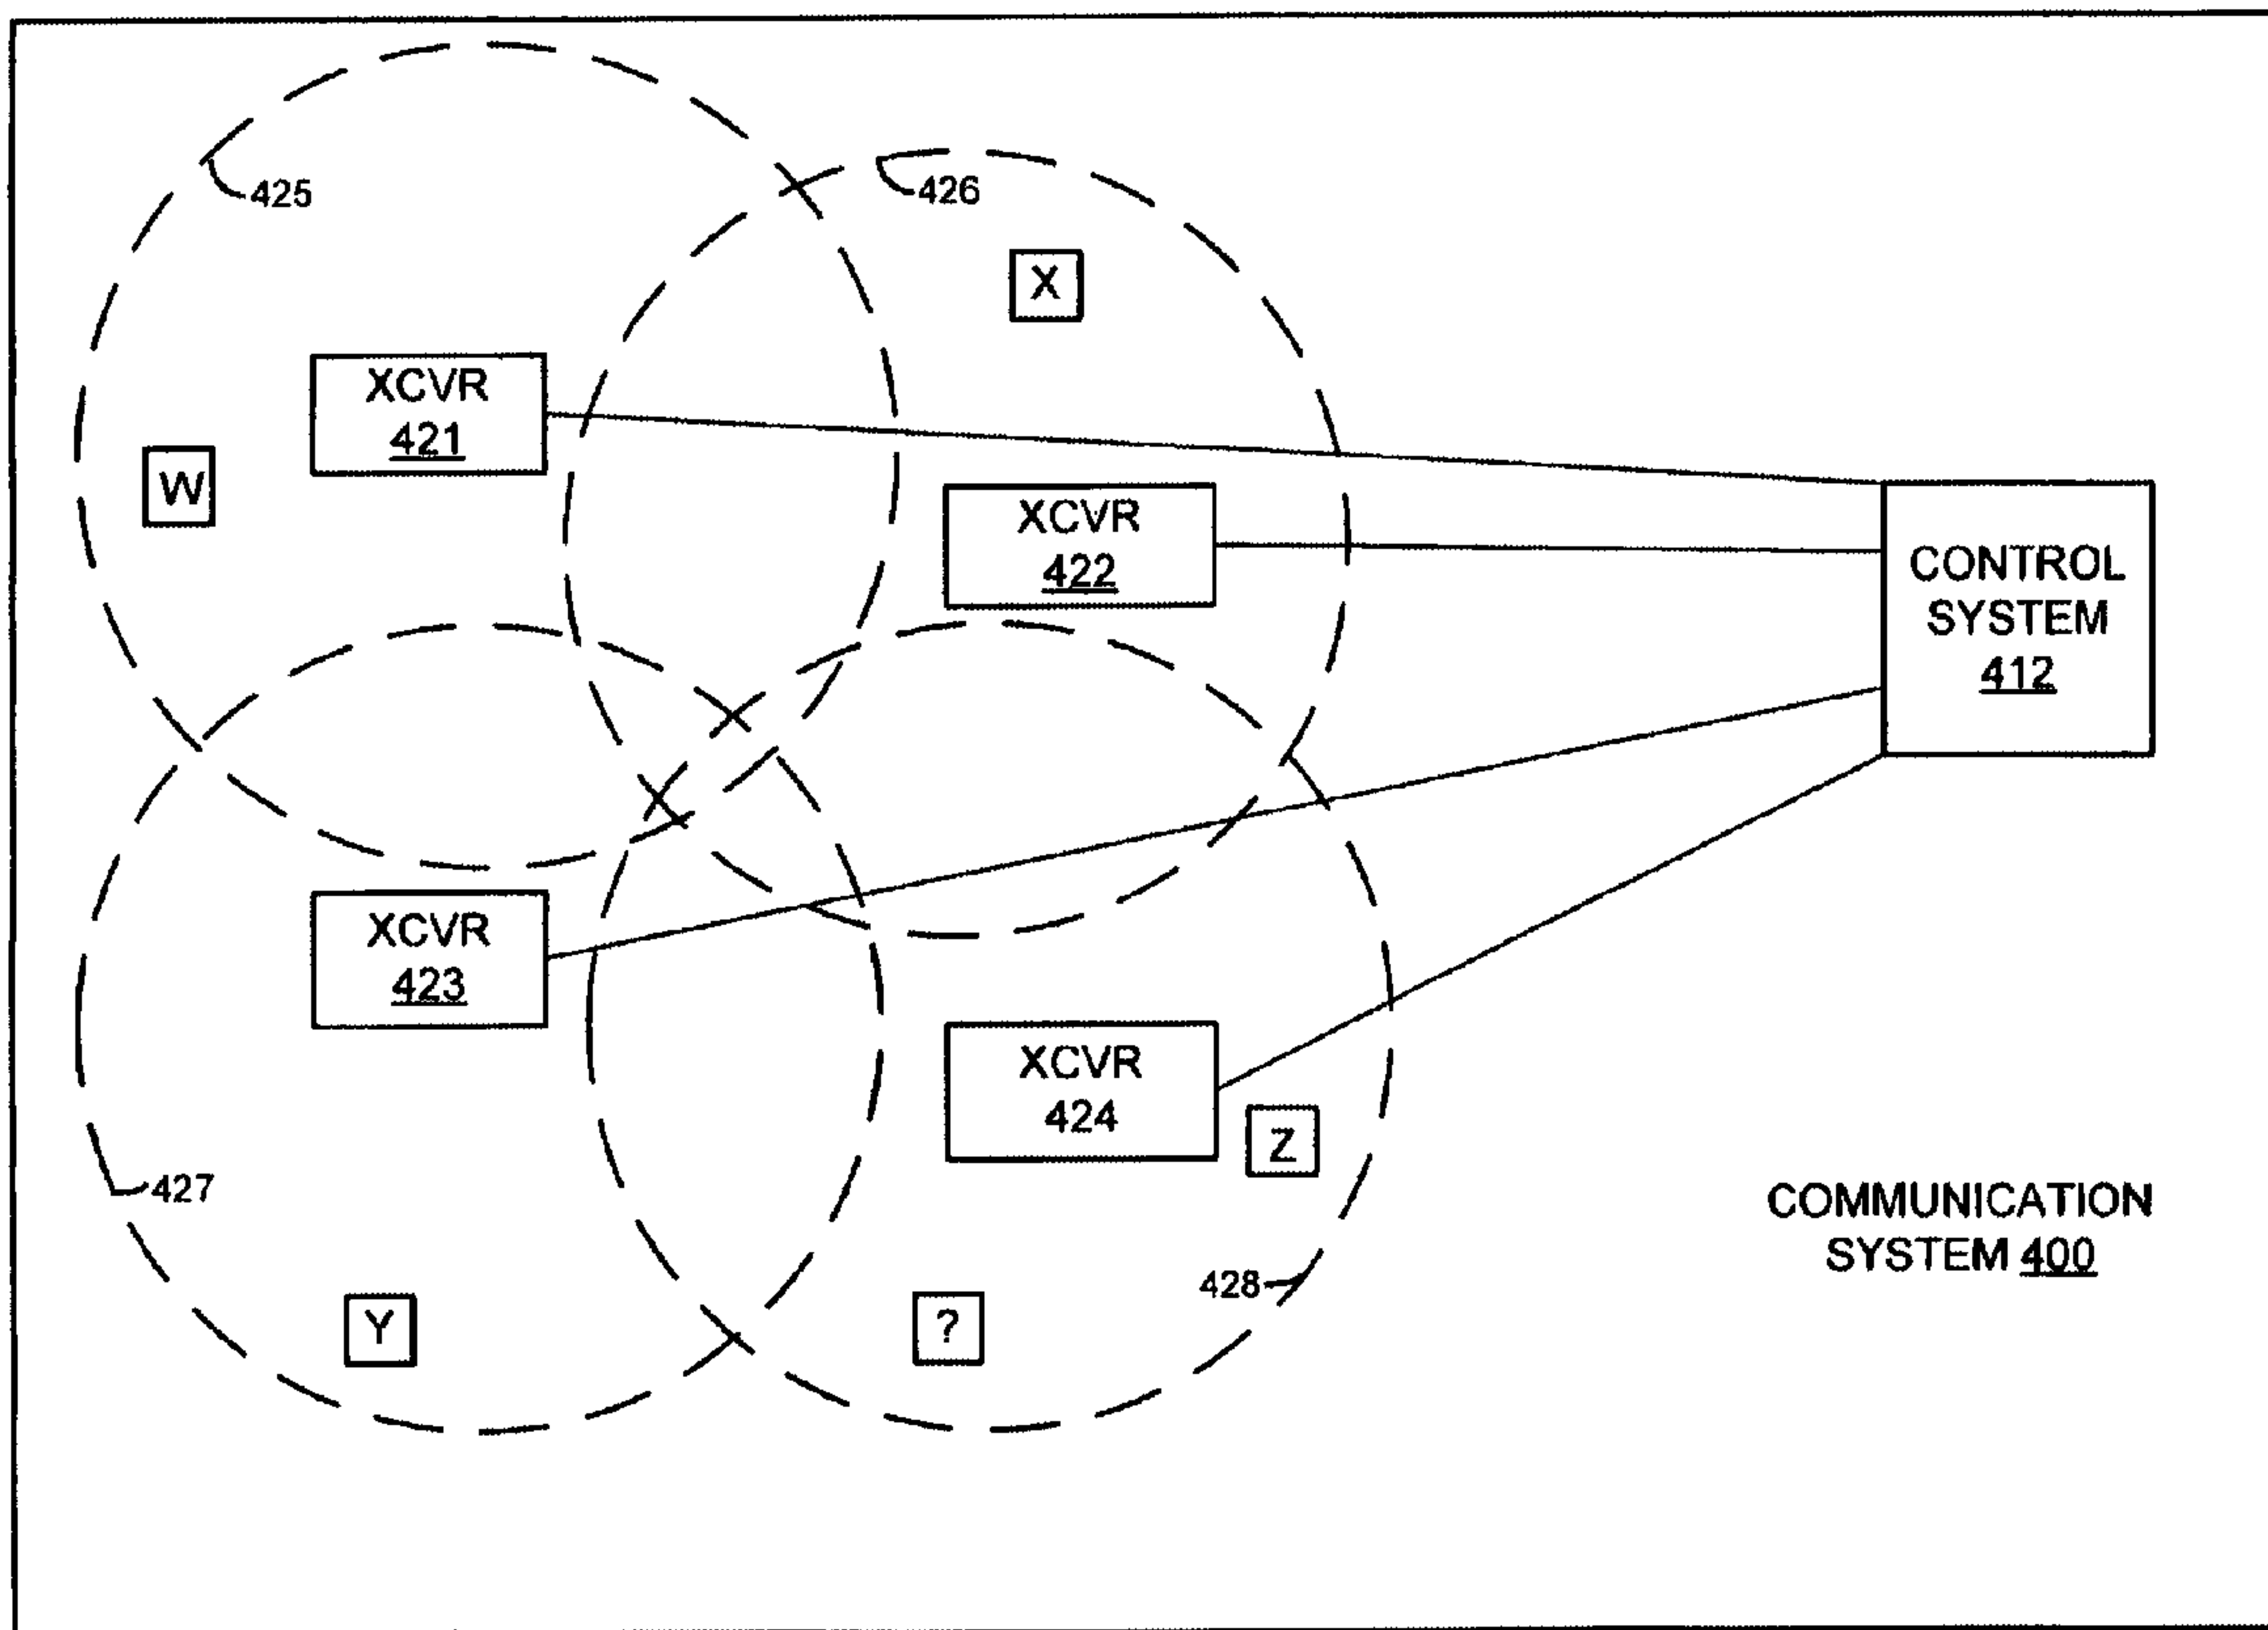 425
426
X
XCVR
421
W
XCVR
422
CONTROL
SYSTEM
412
XCVR
423
XCVR
424
Z
427
COMMUNICATION
SYSTEM 400
428
Y
?